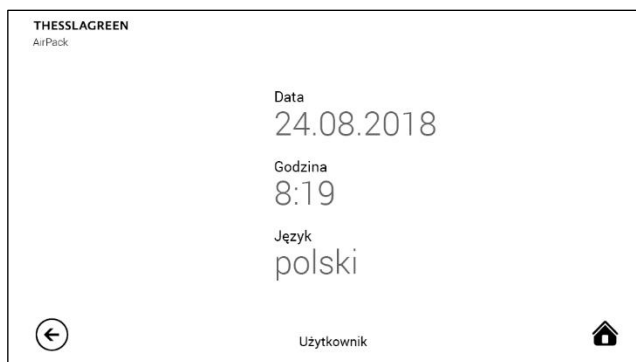 THESSLAGREEN
AirPack
Data
24.08.2018
Godzina
8:19
Język
polski
Użytkownik